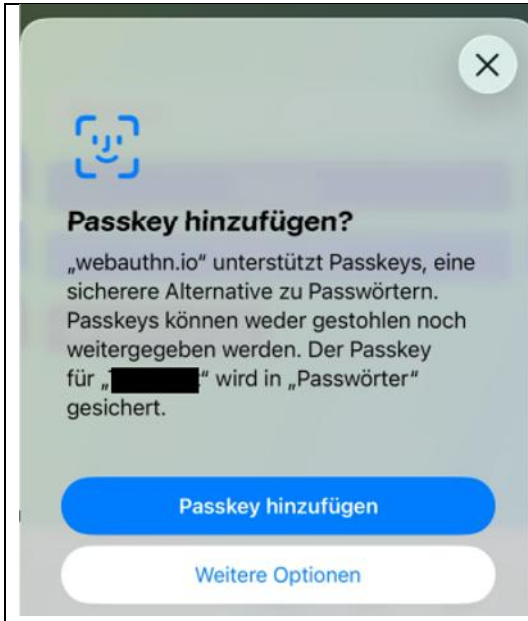 Passkey hinzufügen?
„webauthn.io“ unterstützt Passkeys, eine
sicherere Alternative zu Passwörtern.
Passkeys können weder gestohlen noch
weitergegeben werden. Der Passkey
für „ “ wird in „Passwörter“
gesichert.
Passkey hinzufügen
Weitere Optionen